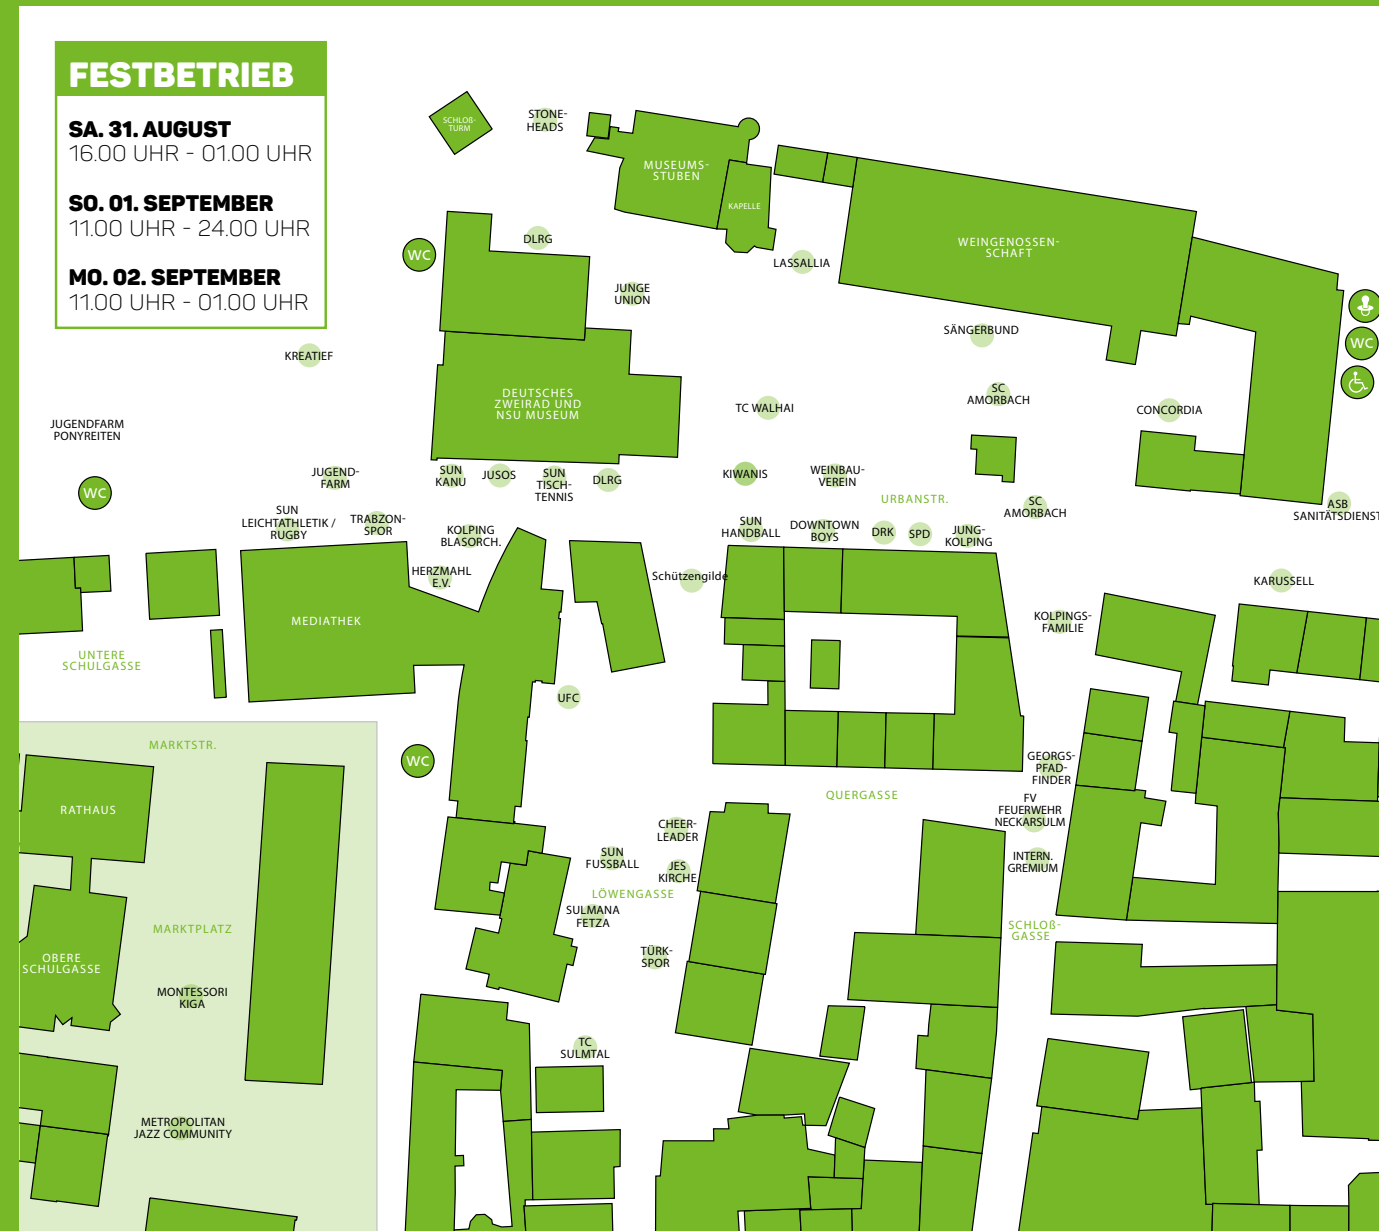 FESTBETRIEB
SA. 31. AUGUST
16.00 UHR - 01.00 UHR
SO. 01. SEPTEMBER
11.00 UHR - 24.00 UHR
MO. 02. SEPTEMBER
11.00 UHR - 01.00 UHR
SCHLOß-
TURM
STONE-
HEADS
MUSEUMS-
STUBEN
KAPELLE
WEINGENOSSEN-
SCHAFT
WC
DLRG
LASSALLIA
JUNGE
UNION
SÄNGERBUND
WC
KREATIEF
DEUTSCHES
ZWEIRAD UND
NSU MUSEUM
TC WALHAI
SC
AMORBACH
CONCORDIA
JUGENDFARM
PONYREITEN
WC
JUGEND-
FARM
SUN
KANU
JUSOS
SUN
TISCH-
TENNIS
DLRG
KIWANIS
WEINBAU-
VEREIN
URBANSTR.
SC
AMORBACH
ASB
SANITÄTSDIENST
SUN
LEICHTATHLETIK /
RUGBY
TRABZON-
SPOR
KOLPING
BLASORCH.
SUN
HANDBALL
DOWNTOWN
BOYS
DRK
SPD
JUNG-
KOLPING
HERZMAHL
E.V.
Schützengilde
KARUSSELL
MEDIATHEK
KOLPINGS-
FAMILIE
UNTERE
SCHULGASSE
UFC
MARKTSTR.
WC
GEORGS-
PFAD-
FINDER
QUERGASSE
RATHAUS
FV
FEUERWEHR
NECKARSULM
CHEER-
LEADER
SUN
FUSSBALL
JES
KIRCHE
INTERN.
GREMIUM
LÖWENGASSE
SULMANA
FETZA
MARKTPLATZ
SCHLOß-
GASSE
OBERE
SCHULGASSE
TÜRK-
SPOR
MONTESSORI
KIGA
TC
SULMTAL
METROPOLITAN
JAZZ COMMUNITY